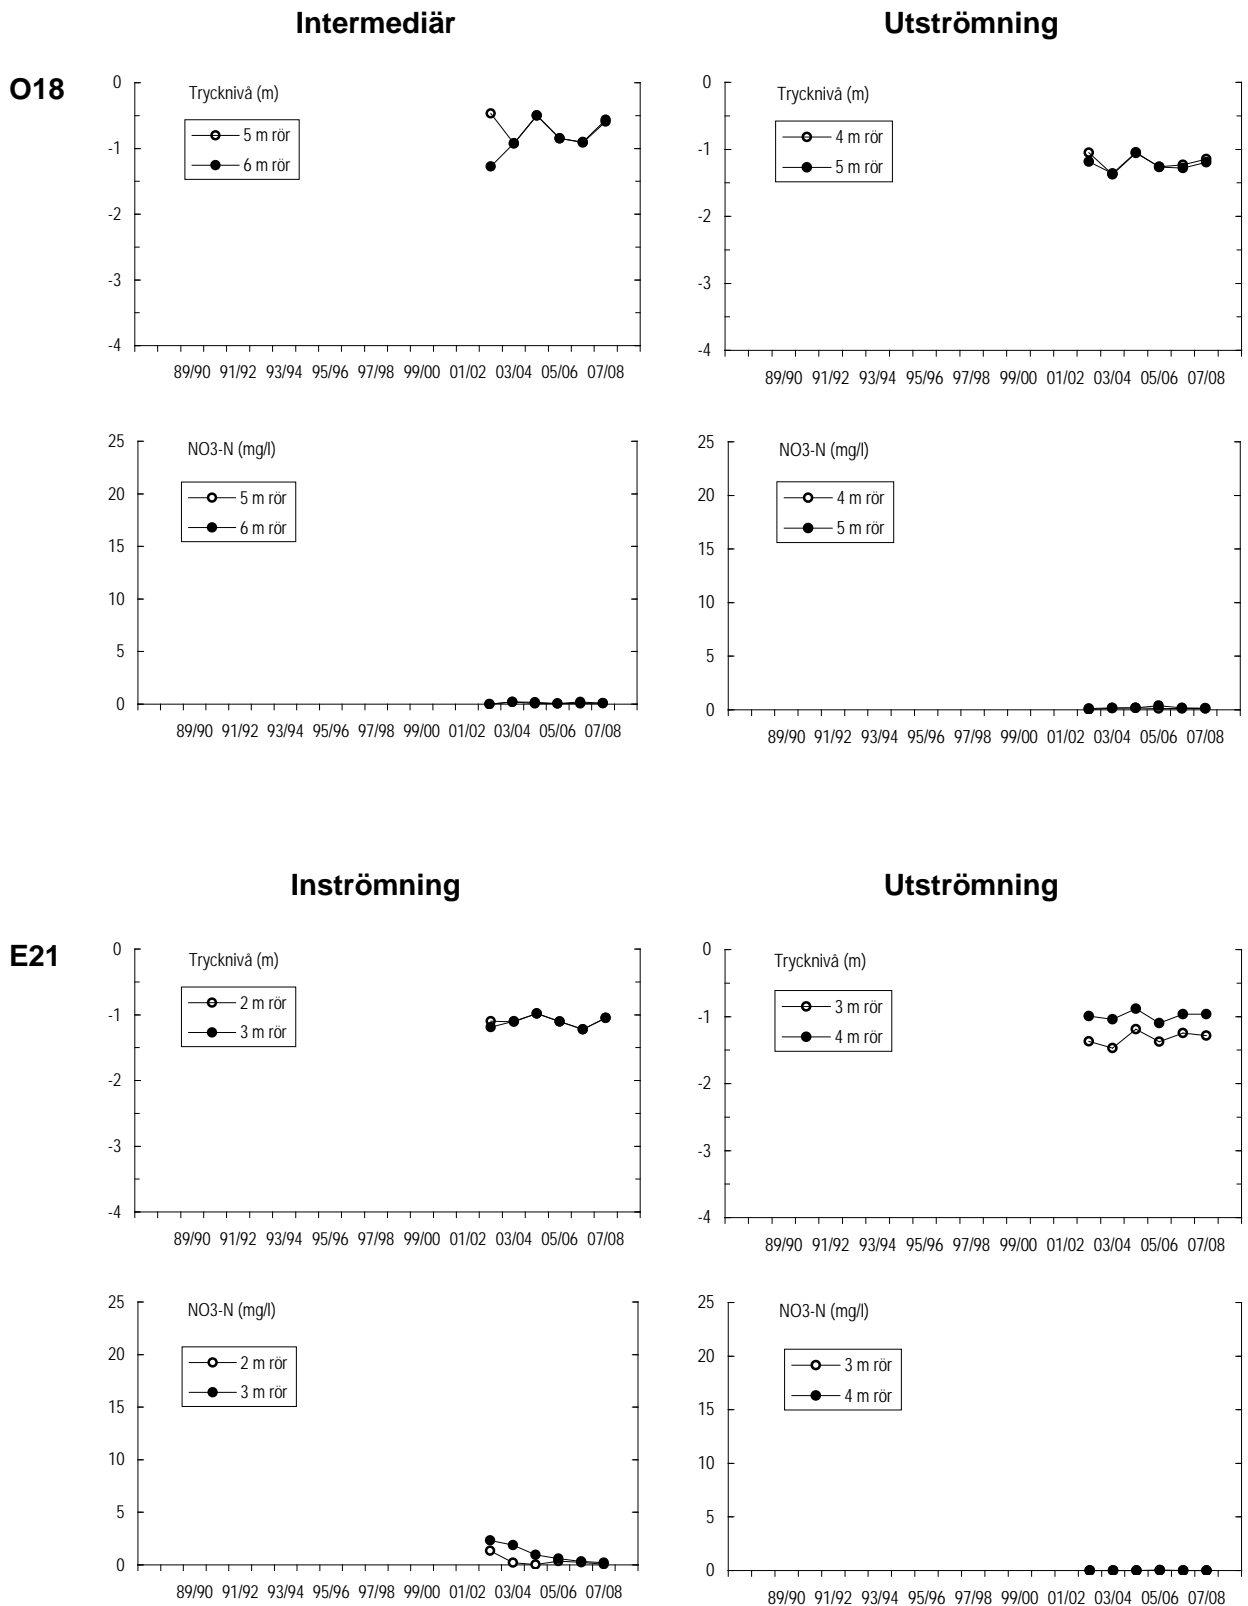 Intermediär
Utströmning
O18
0
-1
-2
-3
-4
Trycknivå (m)
5 m rör
6 m rör
89/90 91/92 93/94 95/96 97/98 99/00 01/02 03/04 05/06 07/08
0
-1
-2
-3
-4
Trycknivå (m)
4 m rör
5 m rör
89/90 91/92 93/94 95/96 97/98 99/00 01/02 03/04 05/06 07/08
25
20
15
10
5
0
NO3-N (mg/l)
5 m rör
6 m rör
89/90 91/92 93/94 95/96 97/98 99/00 01/02 03/04 05/06 07/08
25
20
15
10
5
0
NO3-N (mg/l)
4 m rör
5 m rör
89/90 91/92 93/94 95/96 97/98 99/00 01/02 03/04 05/06 07/08
Inströmning
Utströmning
E21
0
-1
-2
-3
-4
Trycknivå (m)
2 m rör
3 m rör
89/90 91/92 93/94 95/96 97/98 99/00 01/02 03/04 05/06 07/08
0
-1
-2
-3
-4
Trycknivå (m)
3 m rör
4 m rör
89/90 91/92 93/94 95/96 97/98 99/00 01/02 03/04 05/06 07/08
25
20
15
10
5
0
NO3-N (mg/l)
2 m rör
3 m rör
89/90 91/92 93/94 95/96 97/98 99/00 01/02 03/04 05/06 07/08
25
20
15
10
5
0
NO3-N (mg/l)
3 m rör
4 m rör
89/90 91/92 93/94 95/96 97/98 99/00 01/02 03/04 05/06 07/08